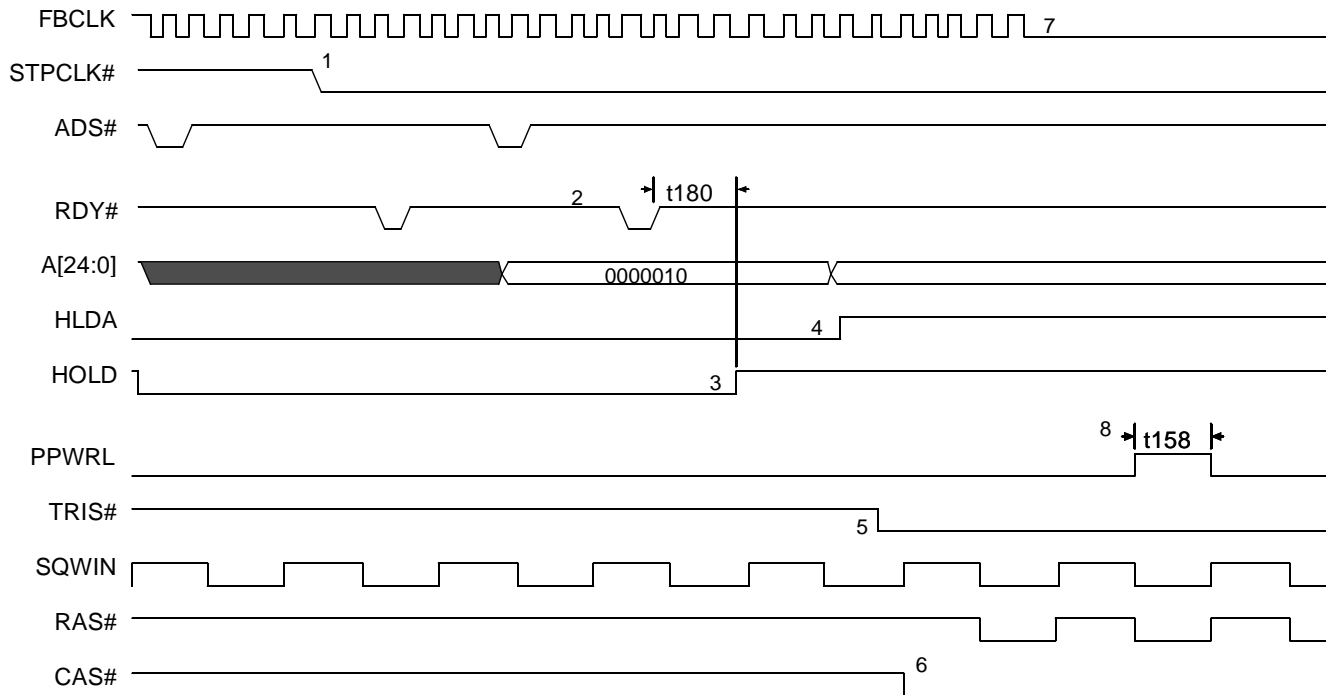 FBCLK 7
STPCLK# 1
ADS#
RDY# 2 t180
A[24:0] 0000010
HLDA 4
HOLD 3
PPWRL 8 t158
TRIS# 5
SQWIN
RAS#
CAS# 6